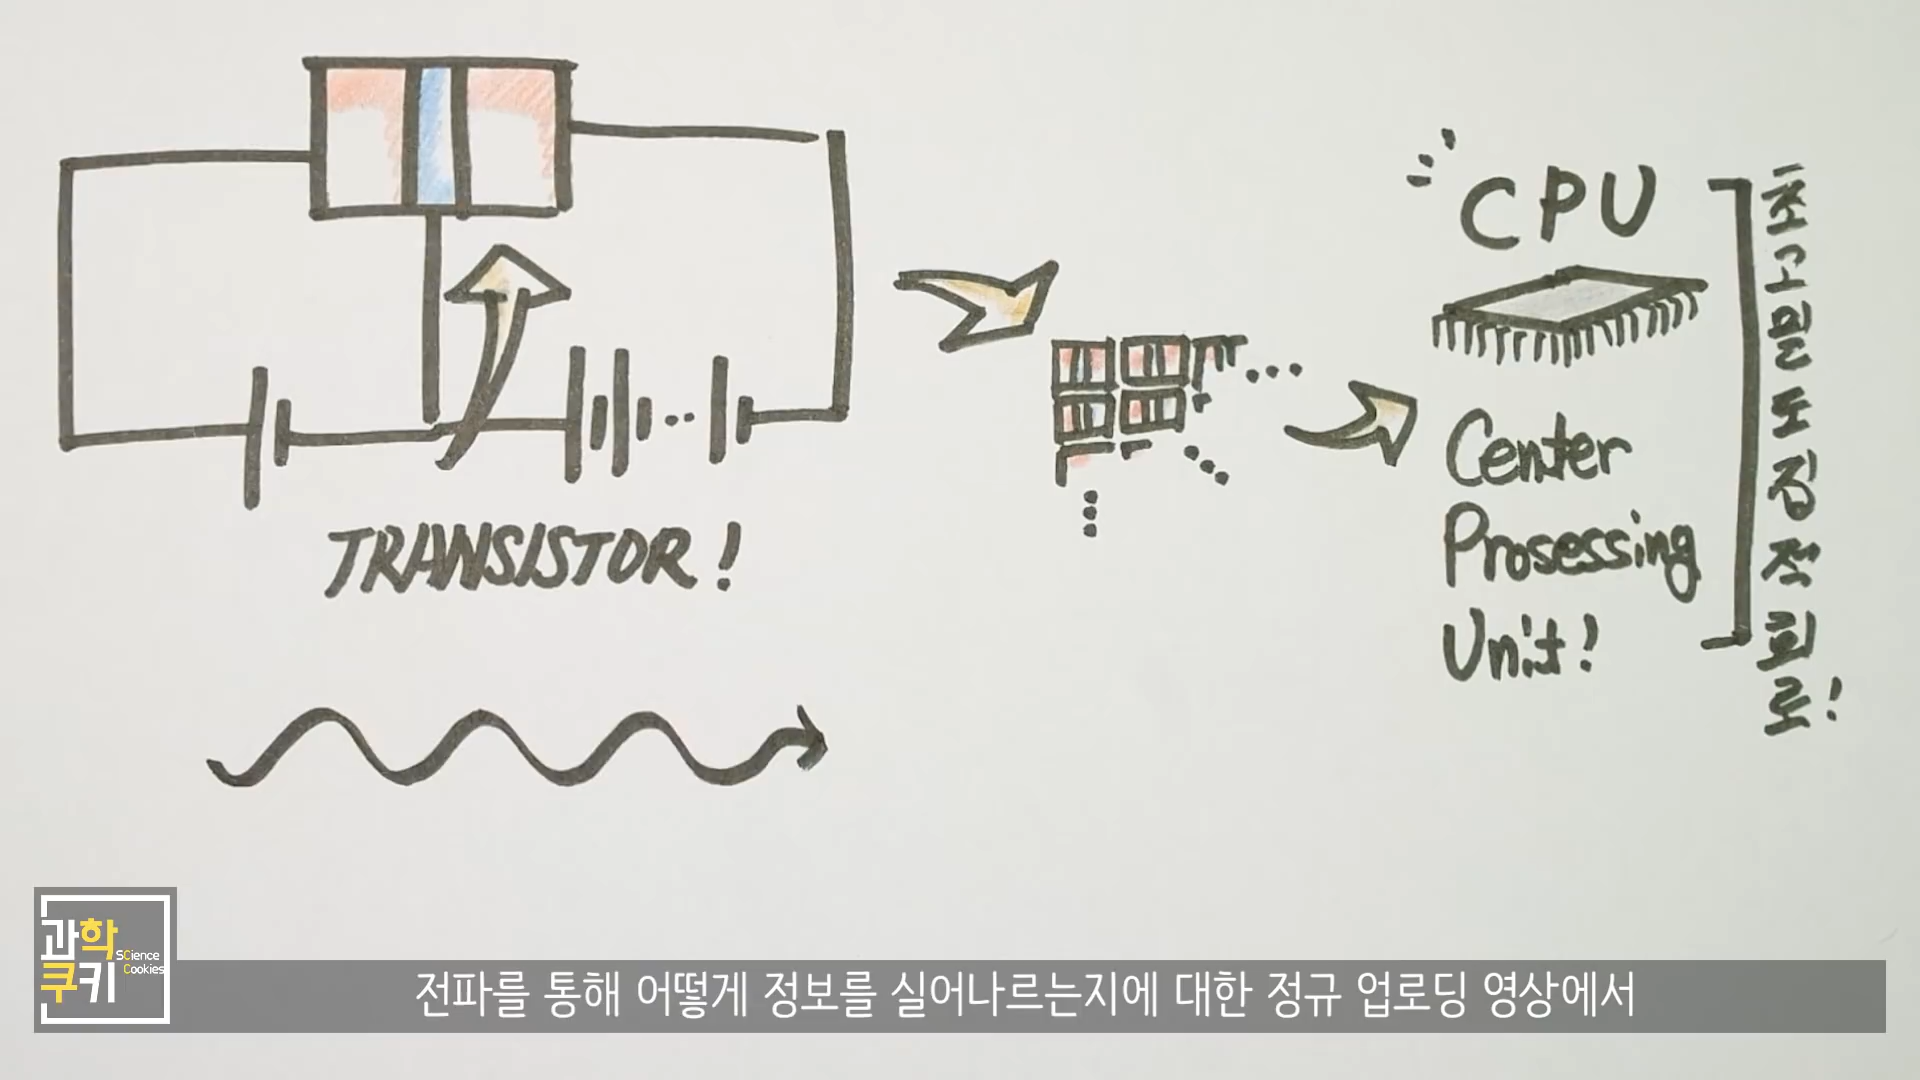 TRANSISTOR!
CPU
Center
Prosessing
Unit!
초고밀도집적회로!
과학
쿠키
SCience
Cookies
전파를 통해 어떻게 정보를 실어나르는지에 대한 정규 업로딩 영상에서